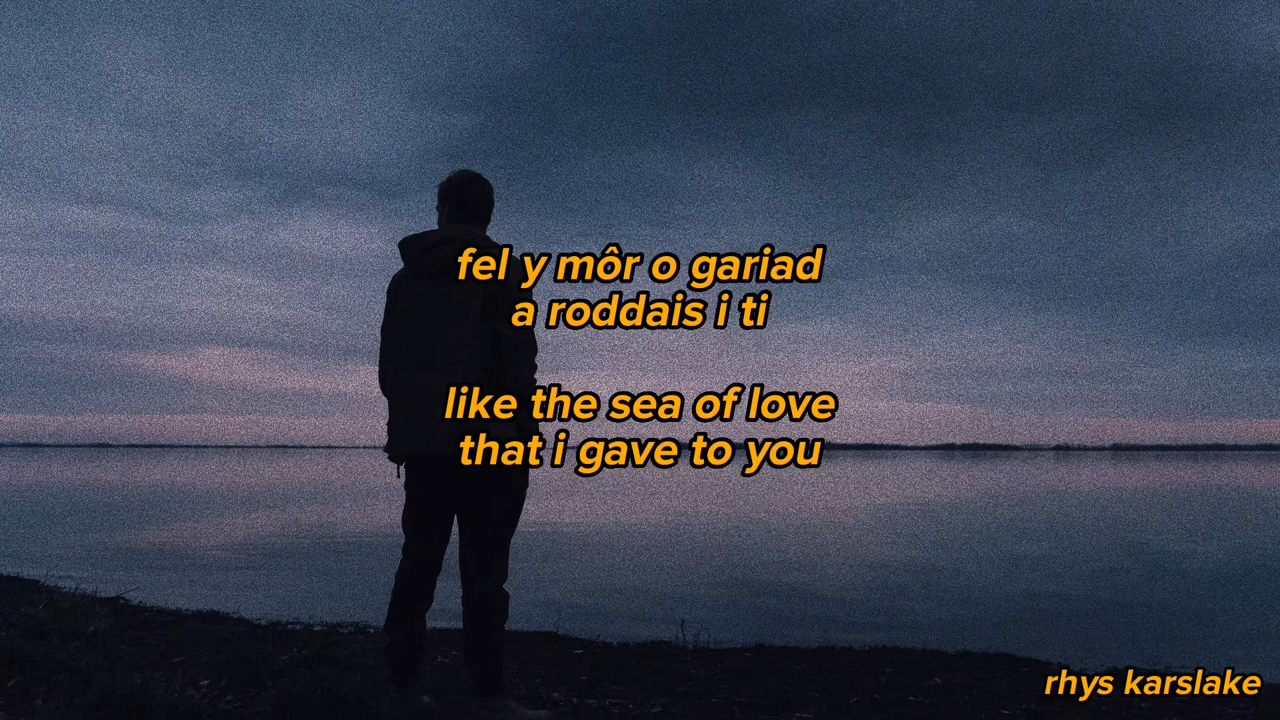 fel y môr o gariad
a roddais i ti
like the sea of love
that i gave to you
rhys karslake